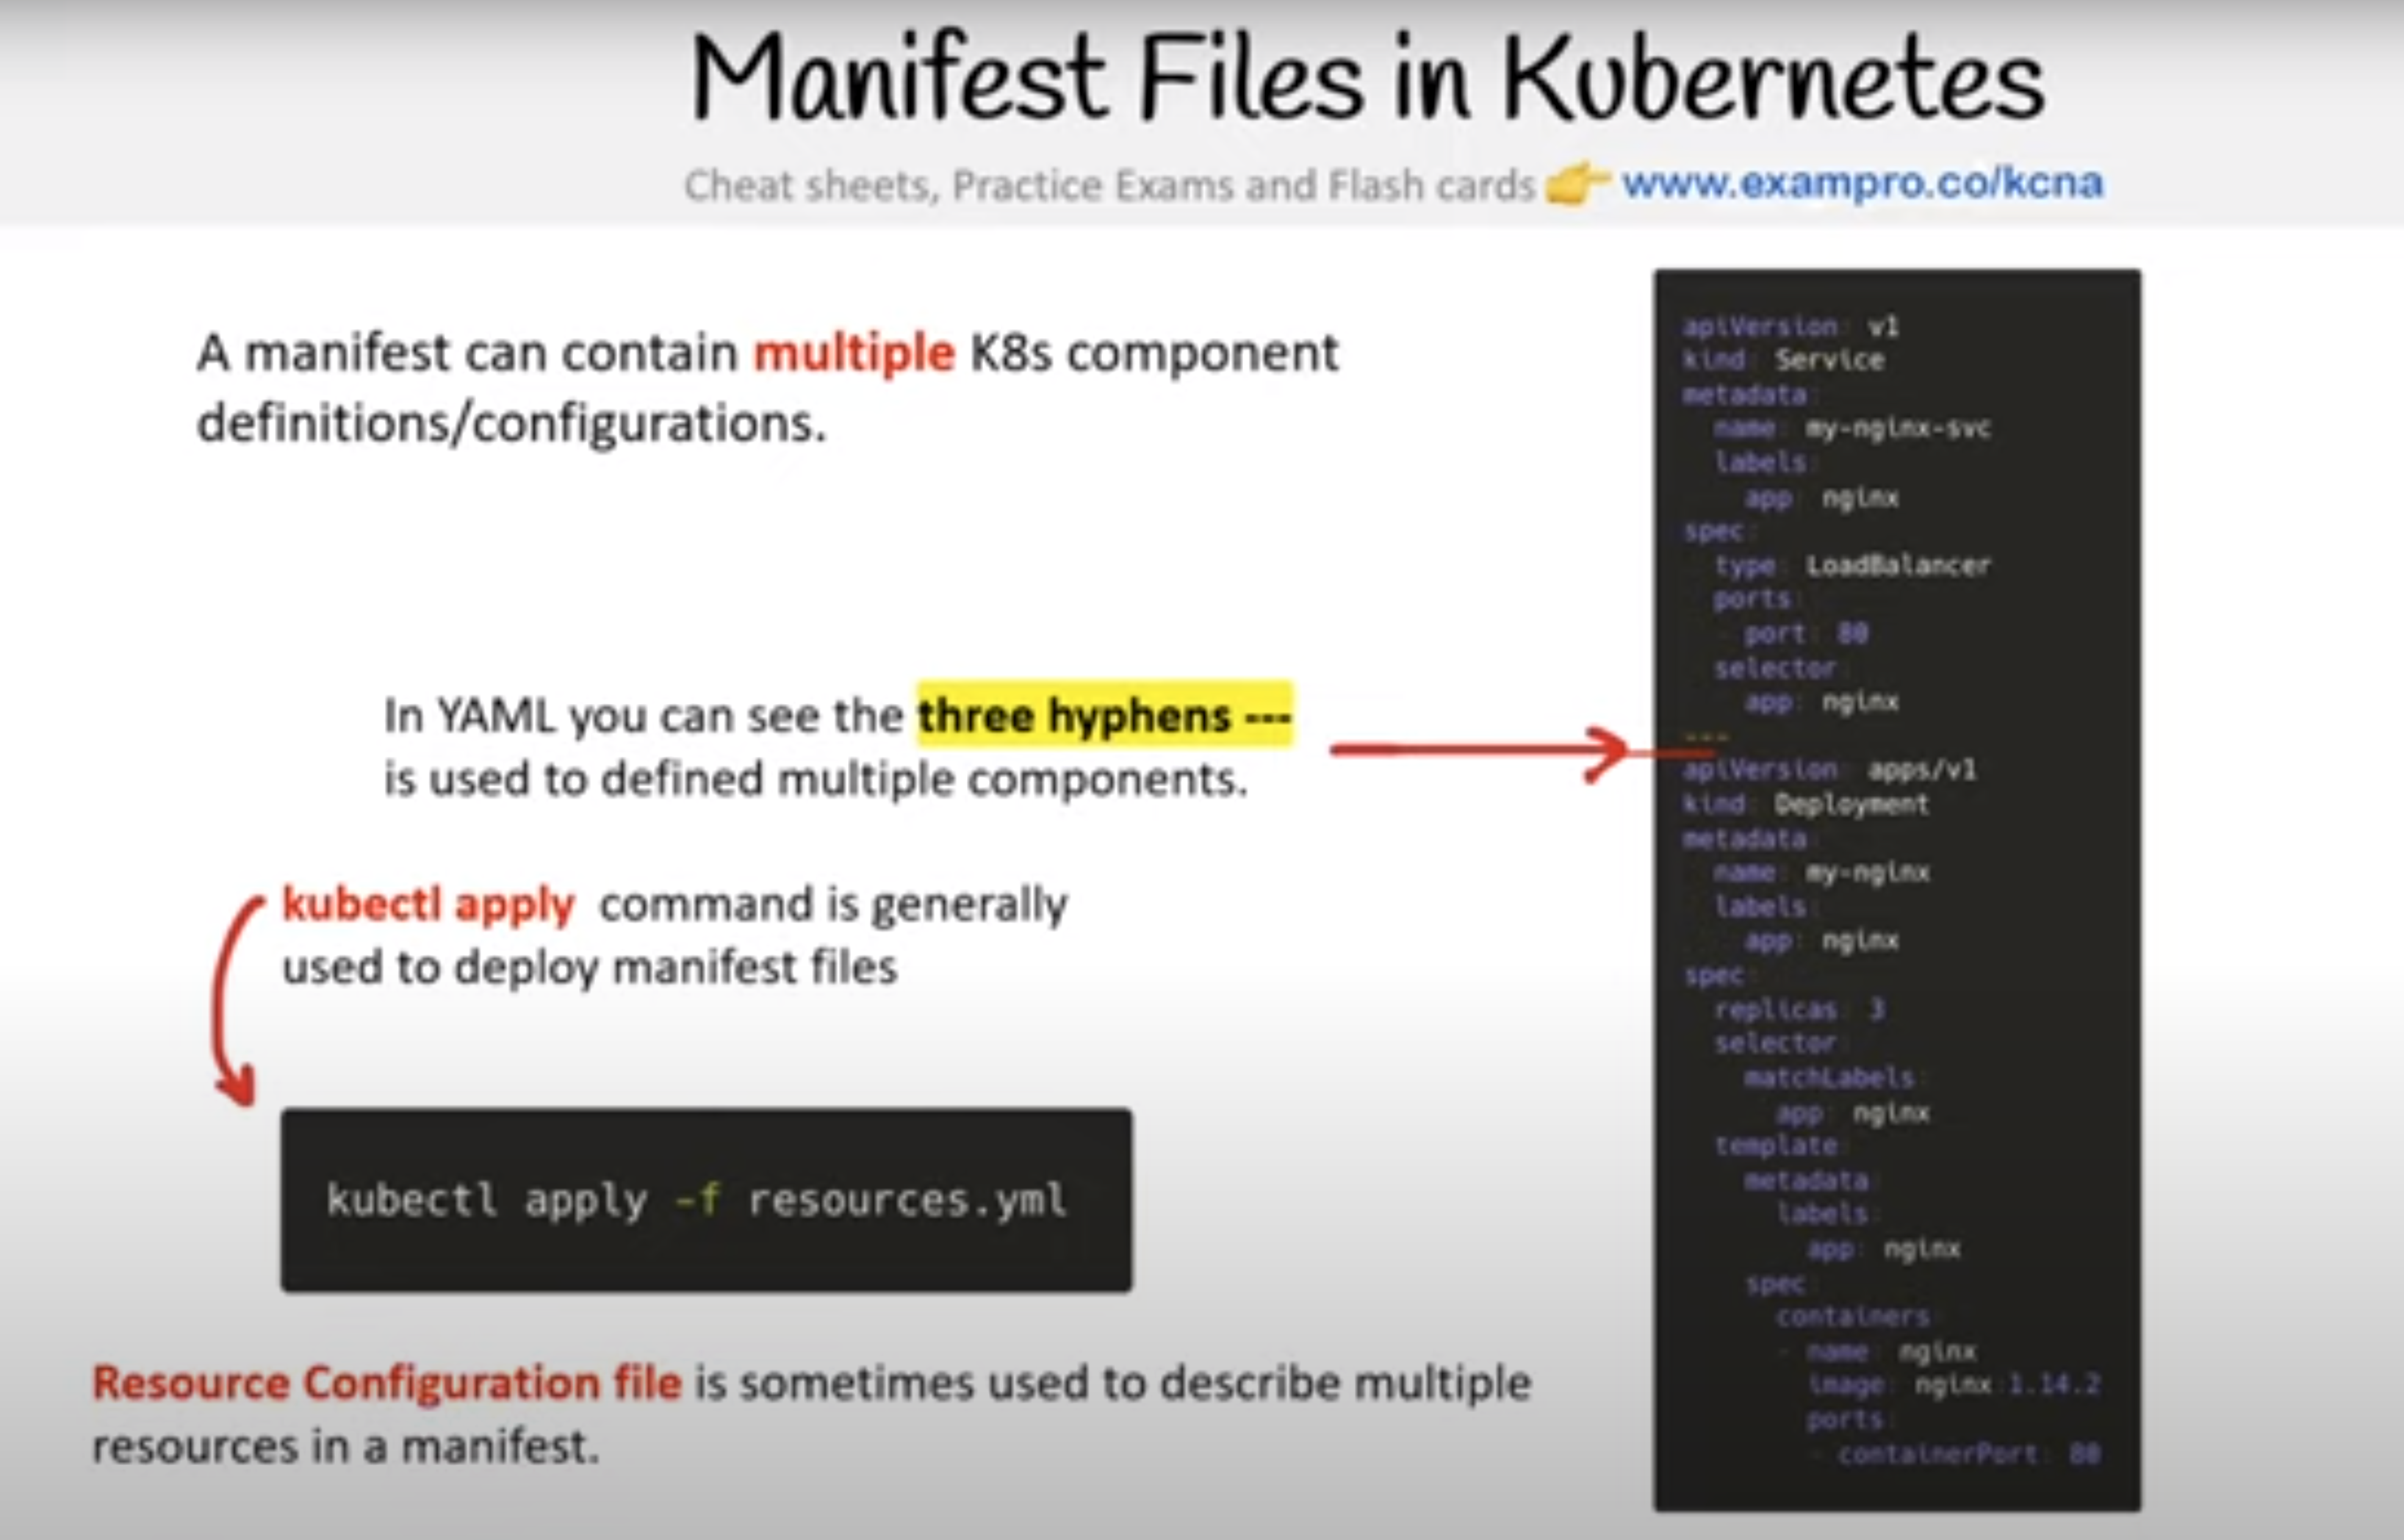 Manifest Files in Kubernetes
Cheat sheets, Practice Exams and Flash cards 👉 www.exampro.co/kcna
A manifest can contain multiple K8s component
definitions/configurations.
In YAML you can see the three hyphens ---
is used to defined multiple components.
kubectl apply command is generally
used to deploy manifest files
kubectl apply -f resources.yml
Resource Configuration file is sometimes used to describe multiple
resources in a manifest.
apiVersion: v1
kind: Service
metadata:
  name: my-nginx-svc
  labels:
    app: nginx
spec:
  type: LoadBalancer
  ports:
  - port: 80
  selector:
    app: nginx
---
apiVersion: apps/v1
kind: Deployment
metadata:
  name: my-nginx
  labels:
    app: nginx
spec:
  replicas: 3
  selector:
    matchLabels:
      app: nginx
  template:
    metadata:
      labels:
        app: nginx
    spec:
      containers:
      - name: nginx
        image: nginx:1.14.2
        ports:
        - containerPort: 80